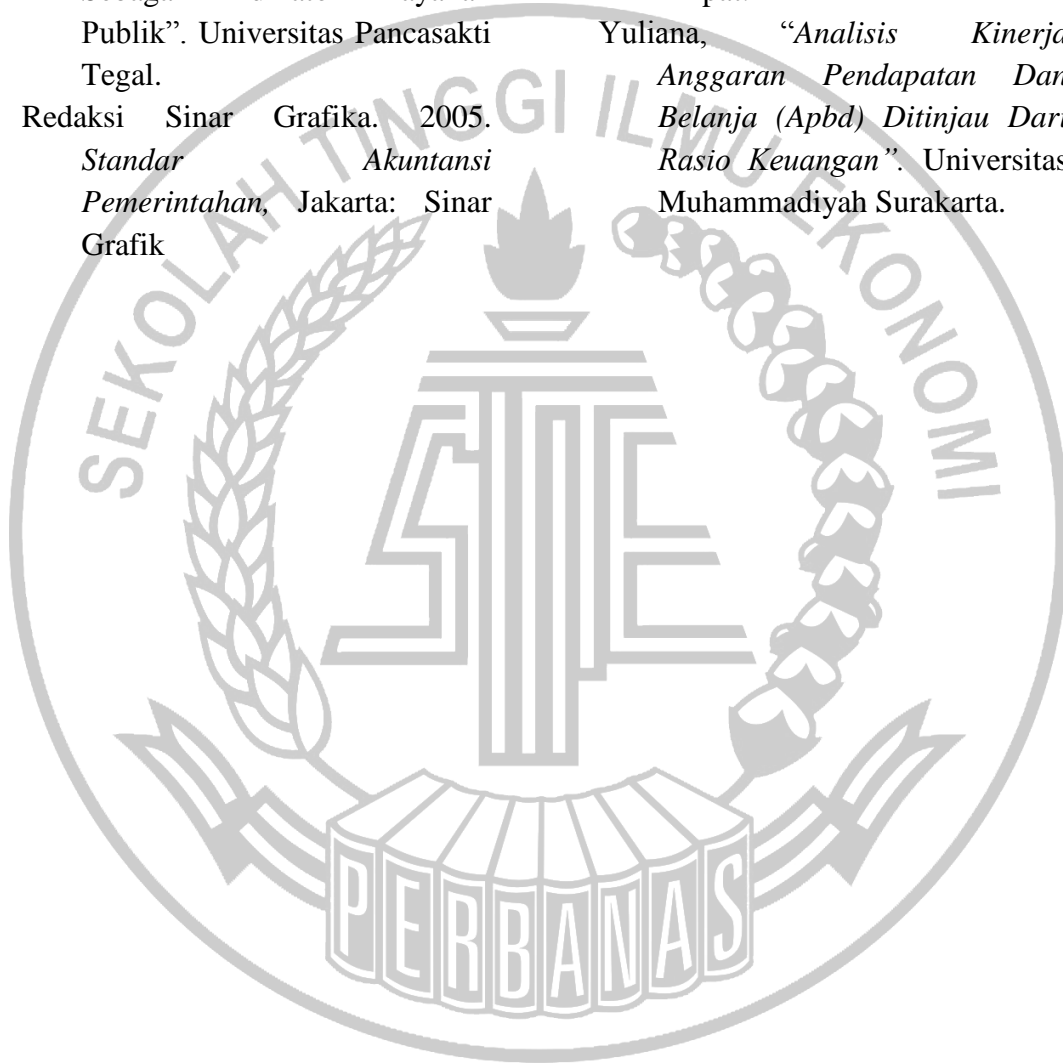 Publik". Universitas Pancasakti
Tegal.
Redaksi Sinar Grafika. 2005.
Standar Akuntansi
Pemerintahan, Jakarta: Sinar
Grafik
Yuliana, "Analisis Kinerja
Anggaran Pendapatan Dan
Belanja (Apbd) Ditinjau Dari
Rasio Keuangan". Universitas
Muhammadiyah Surakarta.
SEKOLAH TINGGI ILMU EKONOMI
STIE
PERBANAS